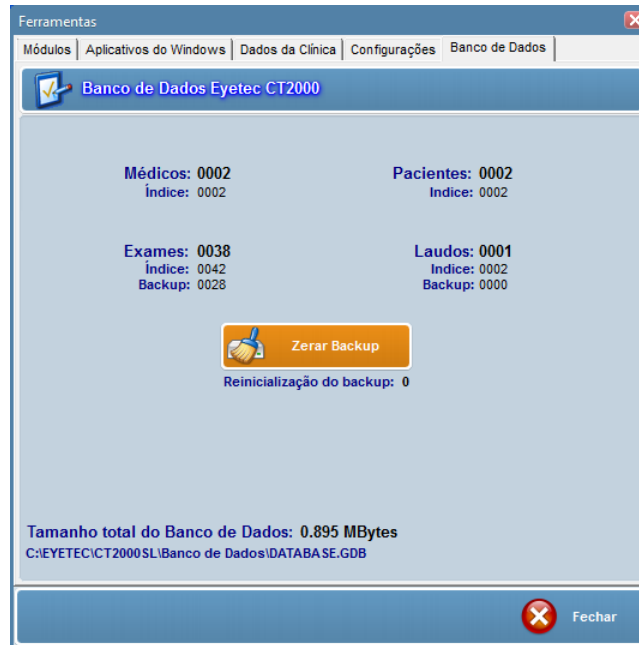 Ferramentas
Módulos Aplicativos do Windows Dados da Clínica Configurações Banco de Dados
Banco de Dados Eyetec CT2000
Médicos: 0002
Índice: 0002
Pacientes: 0002
Indice: 0002
Exames: 0038
Índice: 0042
Backup: 0028
Laudos: 0001
Indice: 0002
Backup: 0000
Zerar Backup
Reinicialização do backup: 0
Tamanho total do Banco de Dados: 0.895 MBytes
C:\EYETEC\CT2000SL\Banco de Dados\DATABASE.GDB
Fechar